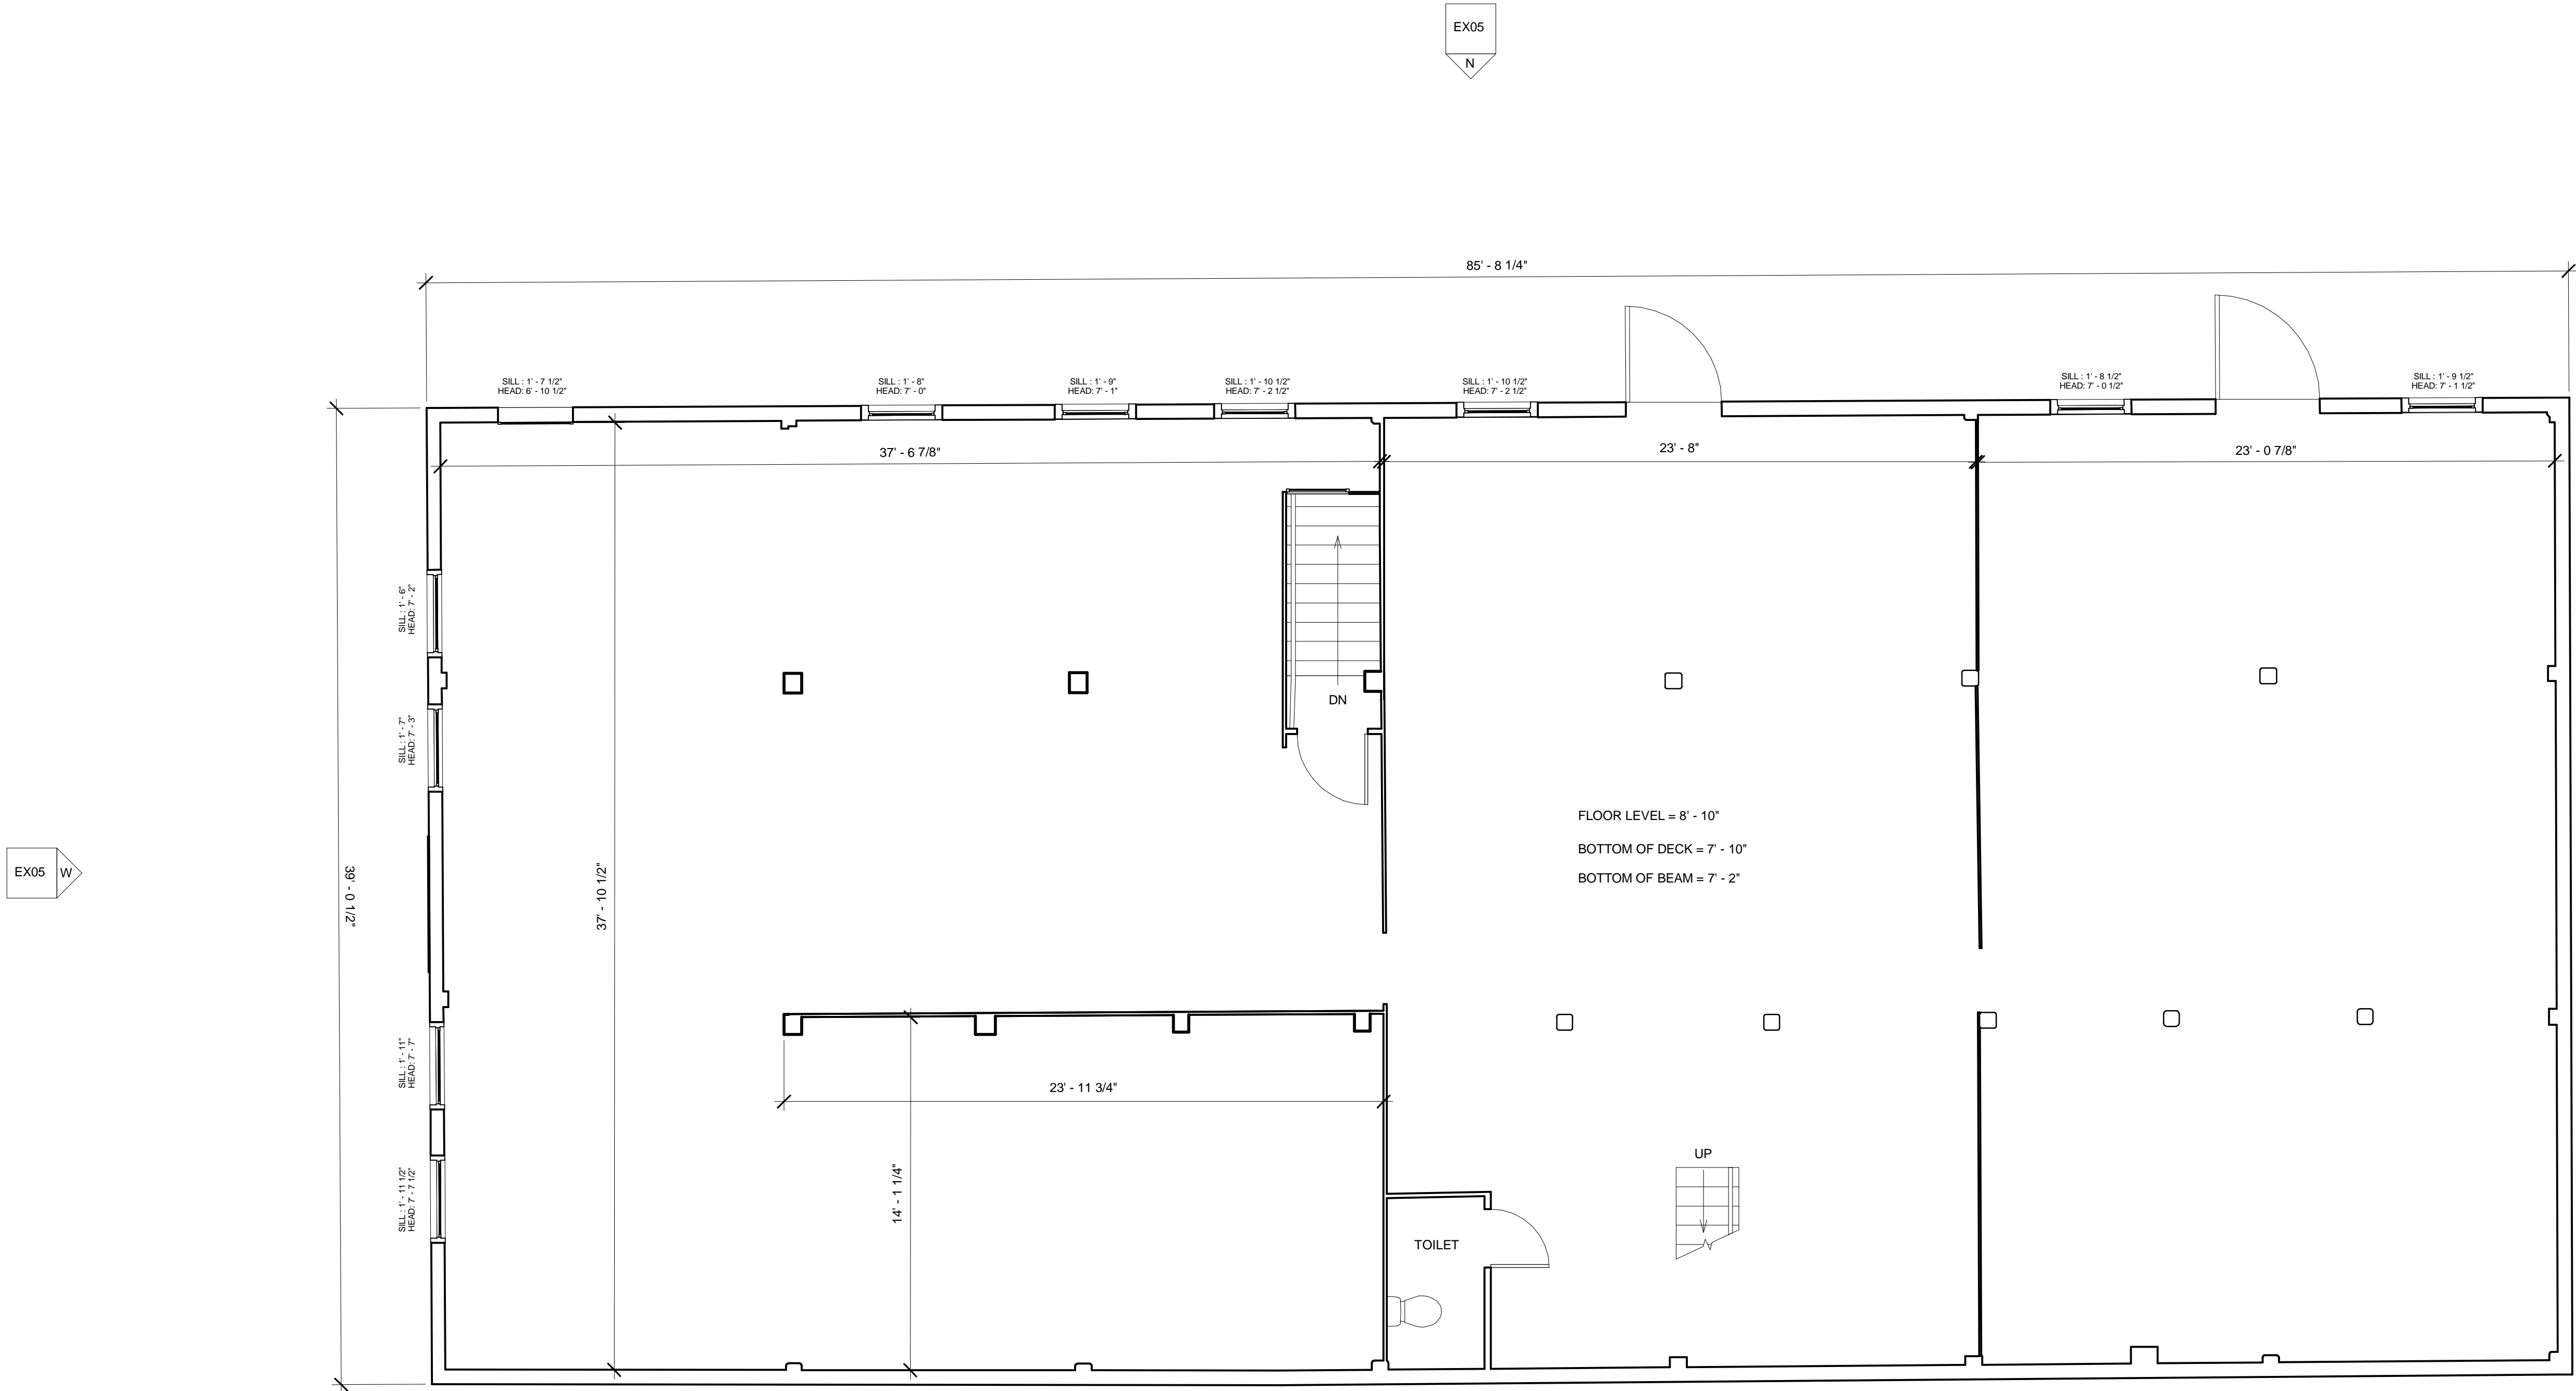 EX05
N
85' - 8 1/4"
SILL : 1' - 7 1/2"
HEAD: 6' - 10 1/2"
SILL : 1' - 8"
HEAD: 7' - 0"
SILL : 1' - 9"
HEAD: 7' - 1"
SILL : 1' - 10 1/2"
HEAD: 7' - 2 1/2"
SILL : 1' - 10 1/2"
HEAD: 7' - 2 1/2"
SILL : 1' - 8 1/2"
HEAD: 7' - 0 1/2"
SILL : 1' - 9 1/2"
HEAD: 7' - 1 1/2"
37' - 6 7/8"
23' - 8"
23' - 0 7/8"
SILL : 1' - 6"
HEAD: 7' - 2"
SILL : 1' - 7"
HEAD: 7' - 3"
DN
FLOOR LEVEL = 8' - 10"
BOTTOM OF DECK = 7' - 10"
BOTTOM OF BEAM = 7' - 2"
EX05
W
39' - 0 1/2"
37' - 10 1/2"
SILL : 1' - 11"
HEAD: 7' - 7"
23' - 11 3/4"
14' - 1 1/4"
SILL : 1' - 11 1/2"
HEAD: 7' - 7 1/2"
UP
TOILET